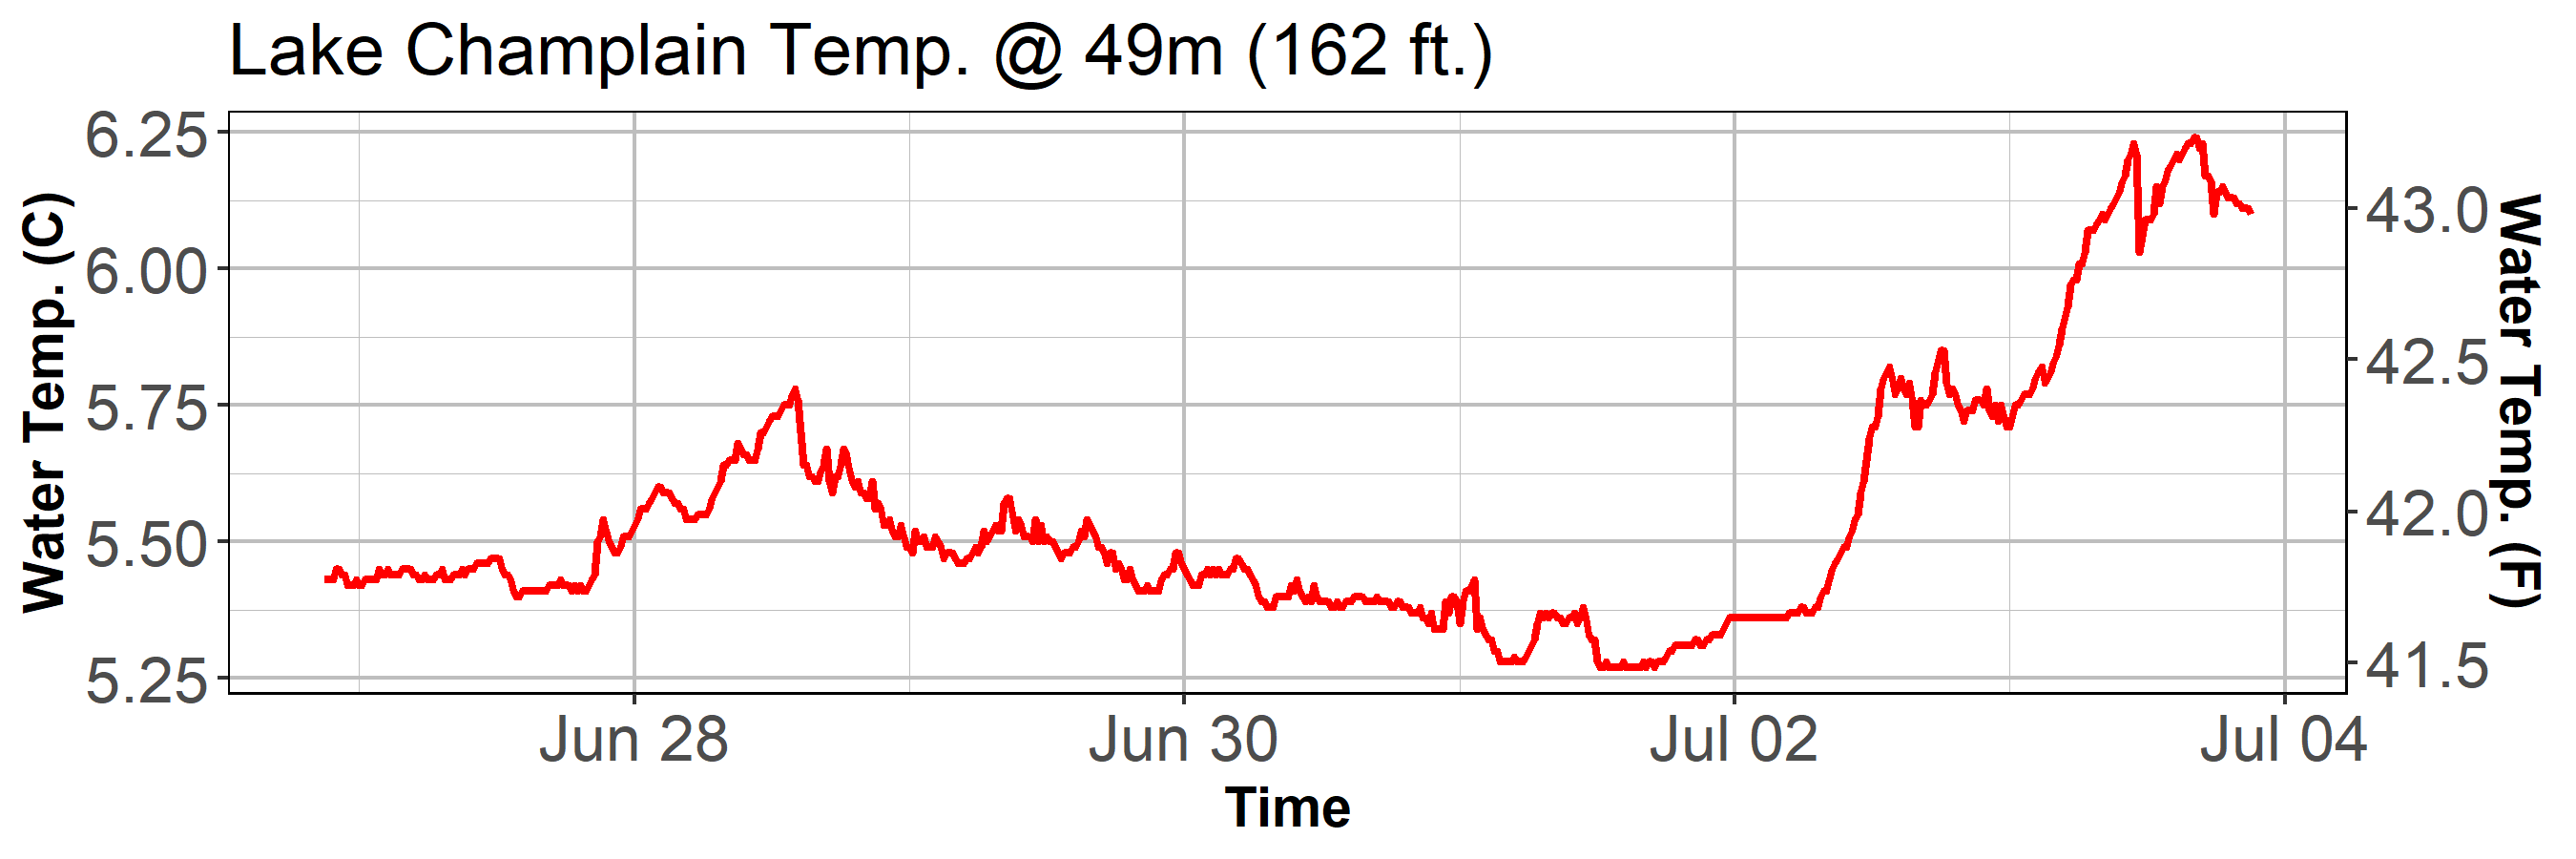 Lake Champlain Temp. @ 49m (162 ft.)
Water Temp. (C)
6.25
6.00
5.75
5.50
5.25
43.0
42.5
42.0
41.5
Water Temp. (F)
Jun 28
Jun 30
Jul 02
Jul 04
Time